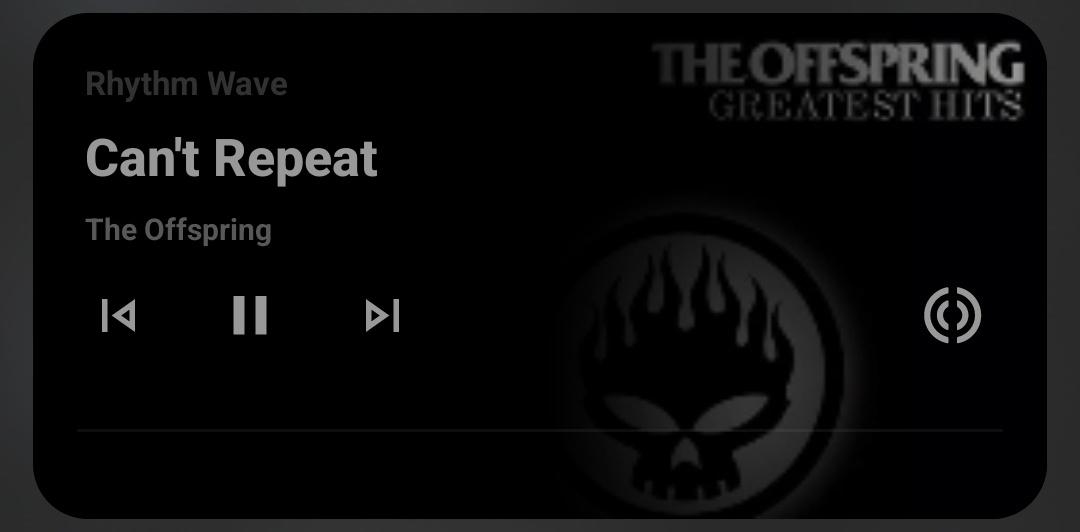 Rhythm Wave
Can't Repeat
The Offspring
THE OFFSPRING
GREATEST HITS